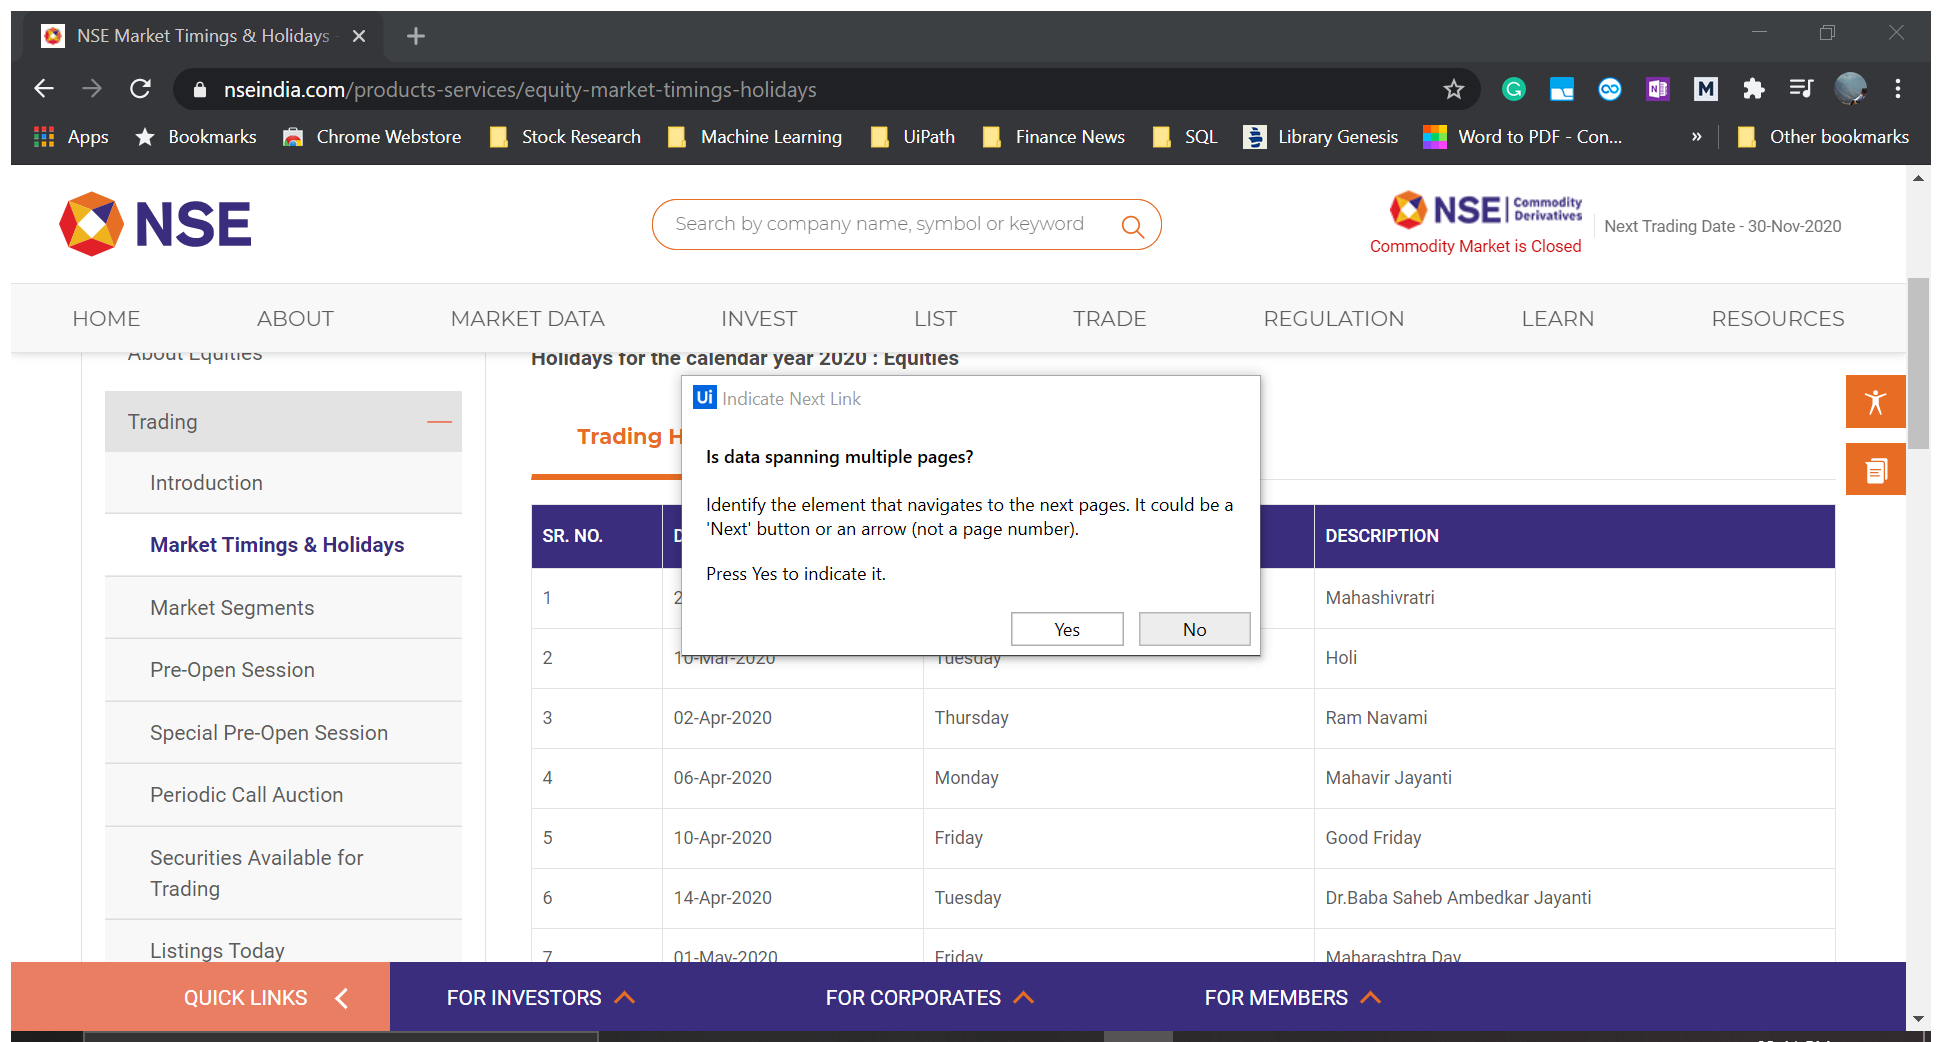 NSE Market Timings & Holidays
nseindia.com/products-services/equity-market-timings-holidays
Apps Bookmarks Chrome Webstore Stock Research Machine Learning UiPath Finance News SQL Library Genesis Word to PDF - Con... » Other bookmarks
NSE
Search by company name, symbol or keyword
NSE Commodity Derivatives
Commodity Market is Closed
Next Trading Date - 30-Nov-2020
HOME ABOUT MARKET DATA INVEST LIST TRADE REGULATION LEARN RESOURCES
About Equities
Trading
Introduction
Market Timings & Holidays
Market Segments
Pre-Open Session
Special Pre-Open Session
Periodic Call Auction
Securities Available for
Trading
Listings Today
Holidays for the calendar year 2020 : Equities
Trading H
Ui Indicate Next Link
Is data spanning multiple pages?
Identify the element that navigates to the next pages. It could be a
'Next' button or an arrow (not a page number).
Press Yes to indicate it.
Yes No
SR. NO. D DESCRIPTION
1 2 Mahashivratri
2 10-Mar-2020 Tuesday Holi
3 02-Apr-2020 Thursday Ram Navami
4 06-Apr-2020 Monday Mahavir Jayanti
5 10-Apr-2020 Friday Good Friday
6 14-Apr-2020 Tuesday Dr.Baba Saheb Ambedkar Jayanti
7 01-May-2020 Friday Maharashtra Day
QUICK LINKS FOR INVESTORS FOR CORPORATES FOR MEMBERS